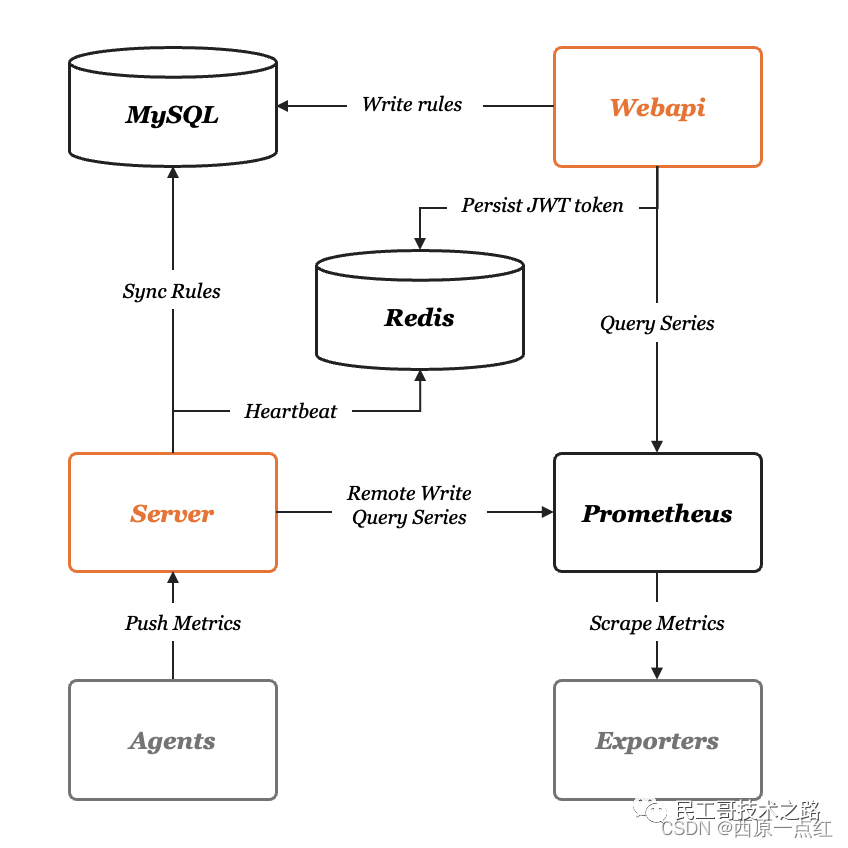 MySQL
Write rules
Webapi
Persist JWT token
Sync Rules
Redis
Query Series
Heartbeat
Server
Remote Write
Query Series
Prometheus
Push Metrics
Scrape Metrics
Agents
Exporters
民工哥技术之路
CSDN @西原一点红